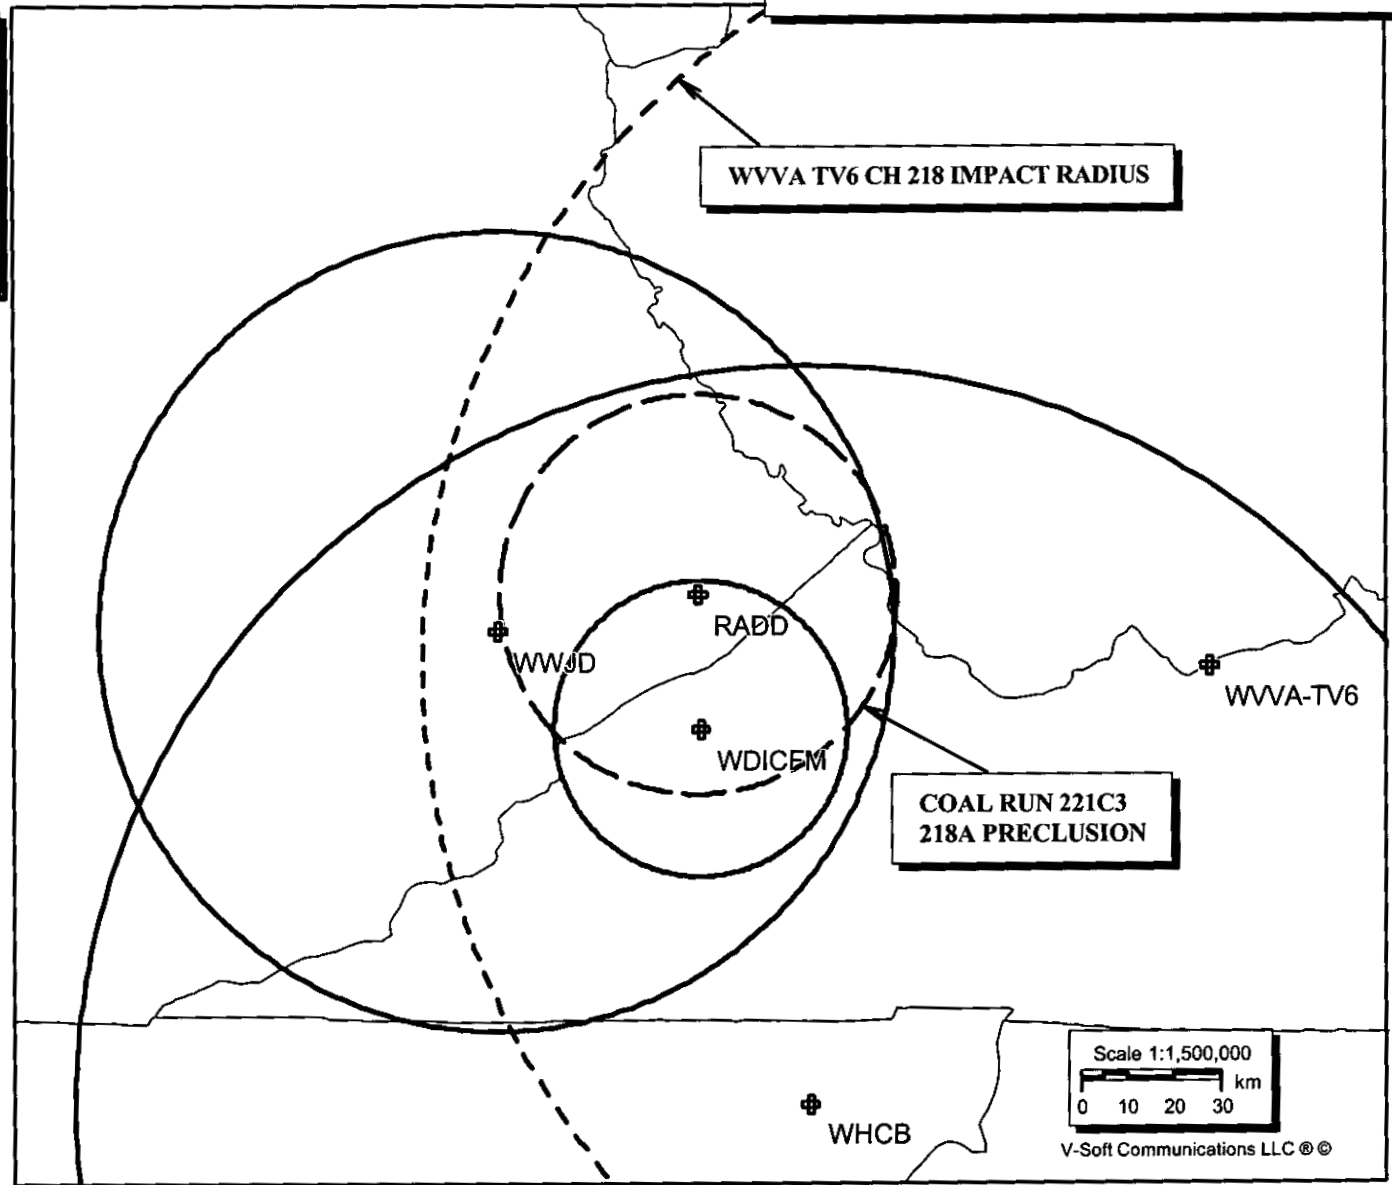 WVVA TV6 CH 218 IMPACT RADIUS
RADD
WWJD
WVVA-TV6
WDICFM
COAL RUN 221C3
218A PRECLUSION
Scale 1:1,500,000
km
0 10 20 30
WHCB
V-Soft Communications LLC ® ©